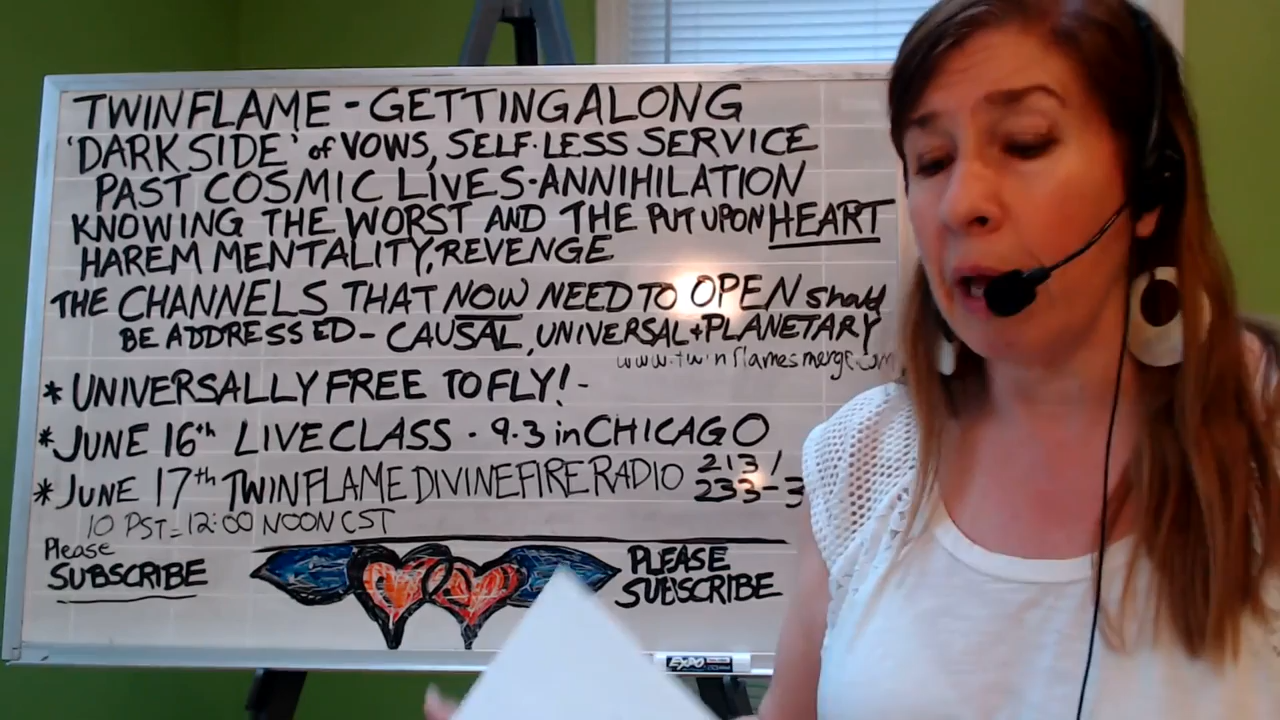 TWINFLAME - GETTINGALONG
'DARKSIDE' of VOWS, SELF-LESS SERVICE
PAST COSMIC LIVES-ANNIHILATION
KNOWING THE WORST AND THE PUT UPON HEART
HAREM MENTALITY, REVENGE
THE CHANNELS THAT NOW NEED TO OPEN should
BE ADDRESSED - CAUSAL, UNIVERSAL + PLANETARY
www.twinflamesmerge.com
* UNIVERSALLY FREE TO FLY! -
* JUNE 16th LIVE CLASS - 9-3 in CHICAGO
* JUNE 17th TWINFLAME DIVINEFIRE RADIO 213/
233-3
10 PST = 12:00 NOON CST
Please
SUBSCRIBE
PLEASE
SUBSCRIBE
EXPO